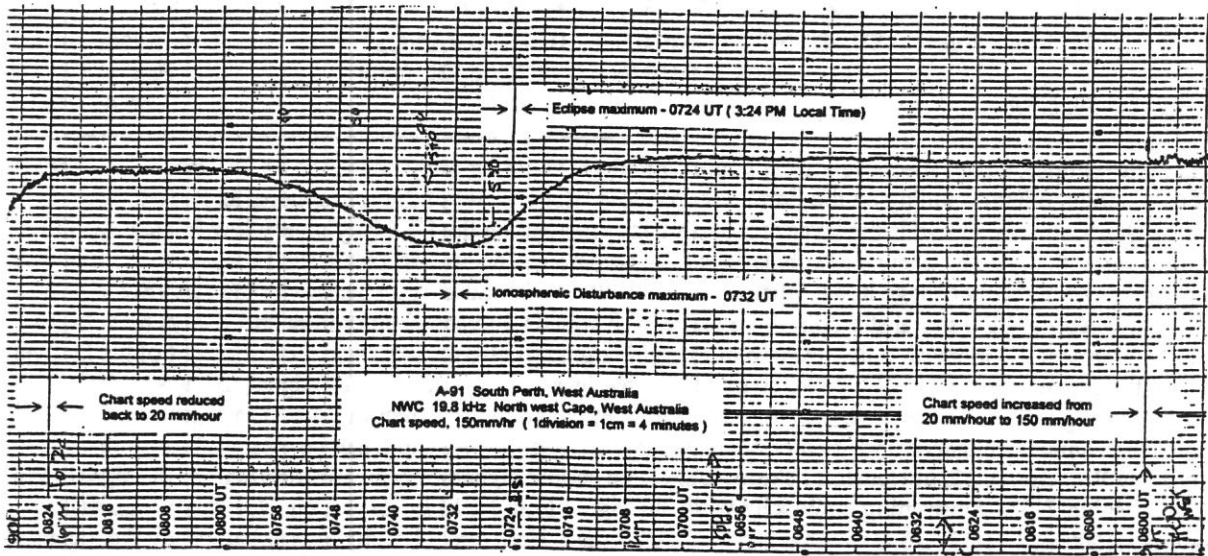 Eclipse maximum - 0724 UT ( 3:24 PM Local Time)
Ionosphereic Disturbance maximum - 0732 UT
Chart speed reduced
back to 20 mm/hour
A-91 South Perth, West Australia
NWC 19.8 kHz North west Cape, West Australia
Chart speed, 150mm/hr ( 1division = 1cm = 4 minutes )
Chart speed increased from
20 mm/hour to 150 mm/hour
0824
0816
0808
0800 UT
0756
0748
0740
0732
0724
0716
0708
0700 UT
0656
0648
0640
0632
0624
0616
0608
0600 UT